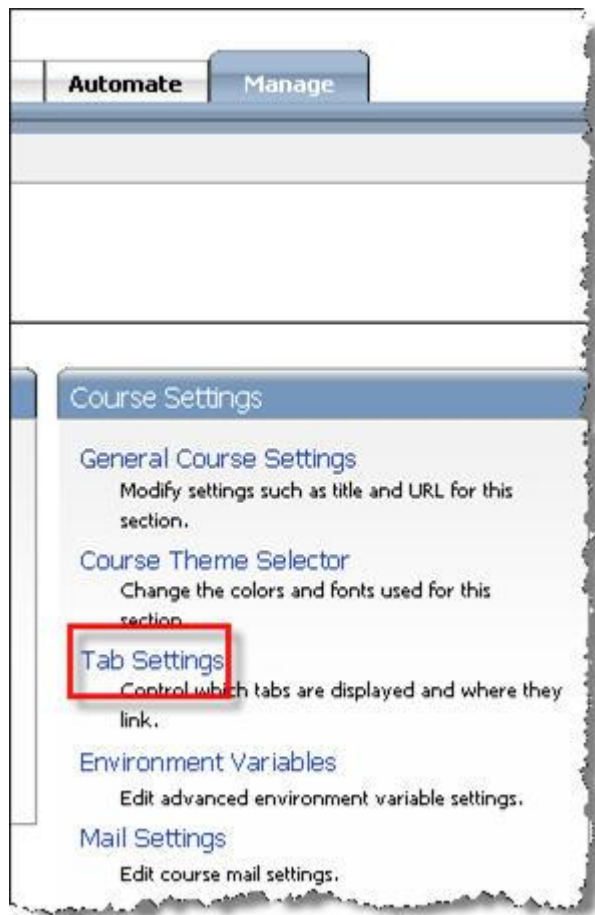 Automate Manage
Course Settings
General Course Settings
Modify settings such as title and URL for this
section.
Course Theme Selector
Change the colors and fonts used for this
section.
Tab Settings
Control which tabs are displayed and where they
link.
Environment Variables
Edit advanced environment variable settings.
Mail Settings
Edit course mail settings.